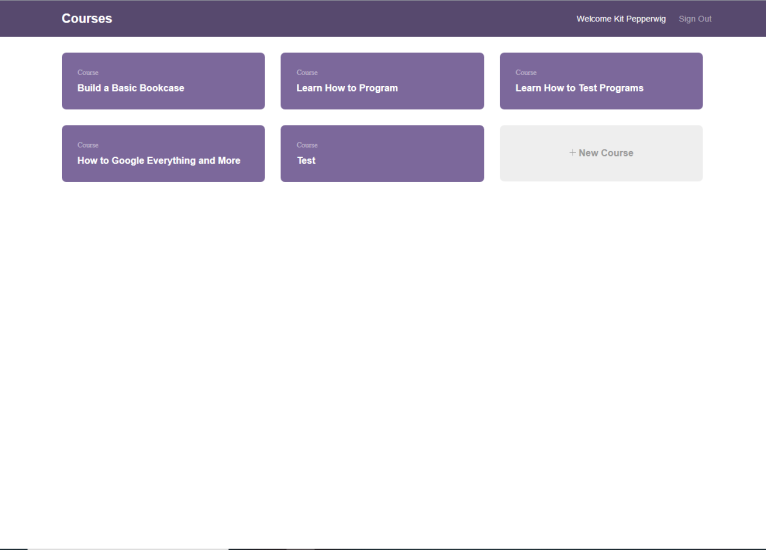 Courses
Welcome Kit Pepperwig
Sign Out
Course
Build a Basic Bookcase
Course
Learn How to Program
Course
Learn How to Test Programs
Course
How to Google Everything and More
Course
Test
+ New Course